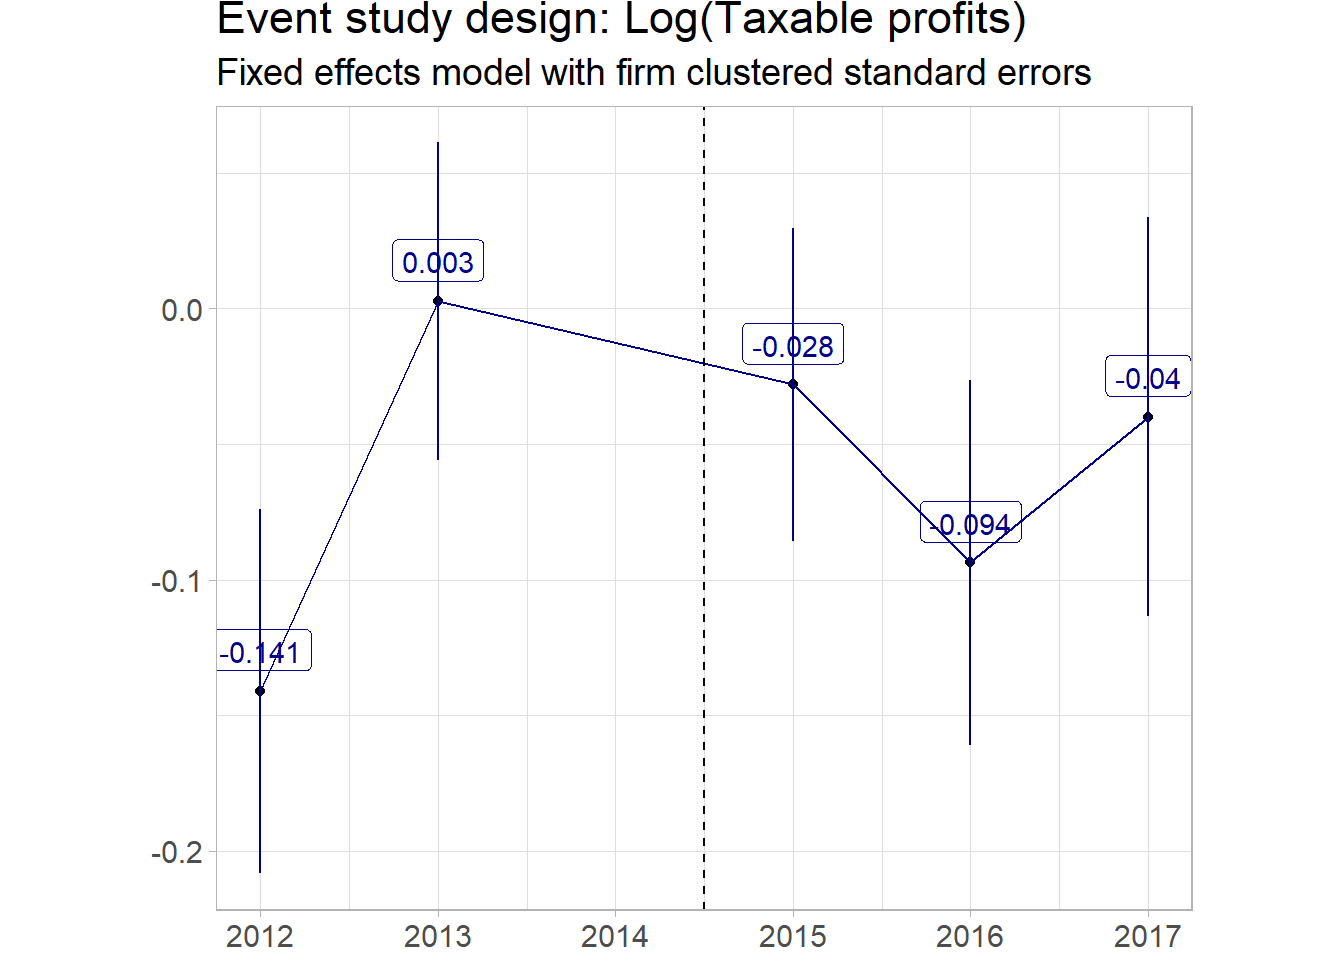 Event study design: Log(Taxable profits)
Fixed effects model with firm clustered standard errors
0.003
0.0
-0.028
-0.04
-0.094
-0.1
-0.141
-0.2
2012 2013 2014 2015 2016 2017